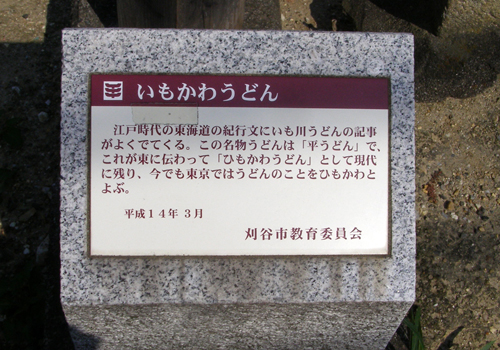 いもかわうどん
江戸時代の東海道の紀行文にいも川うどんの記事
がよくでてくる。この名物うどんは「平うどん」で、
これが東に伝わって「ひもかわうどん」として現代
に残り、今でも東京ではうどんのことをひもかわと
よぶ。
平成14年 3月
刈谷市教育委員会